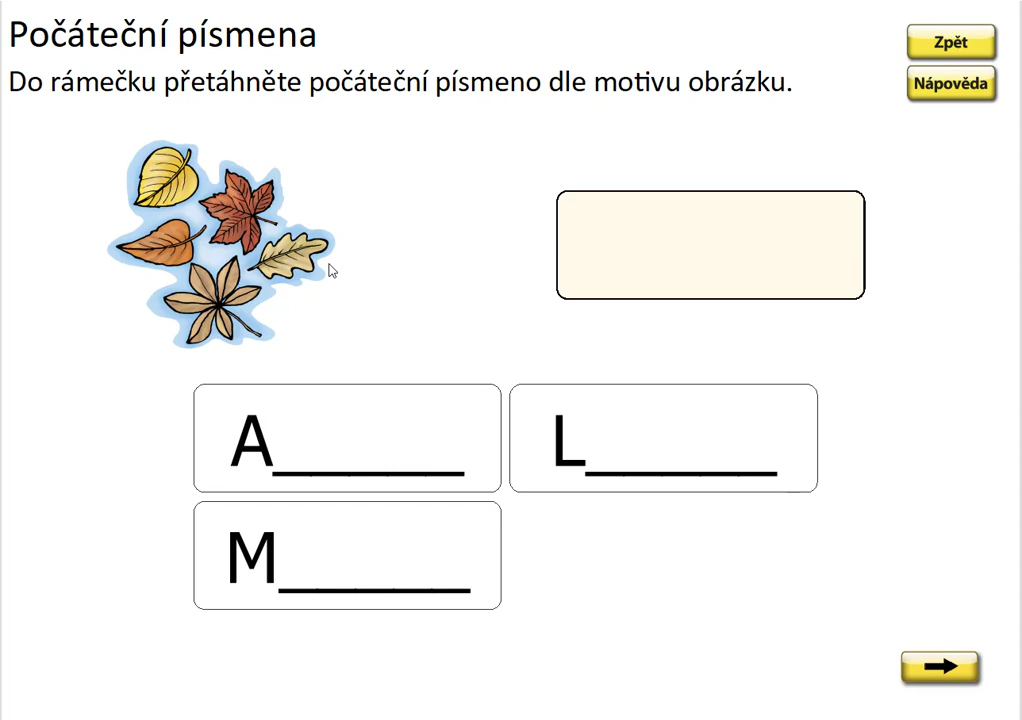 Počáteční písmena
Zpět
Do rámečku přetáhněte počáteční písmeno dle motivu obrázku.
Nápověda
A______
L______
M______